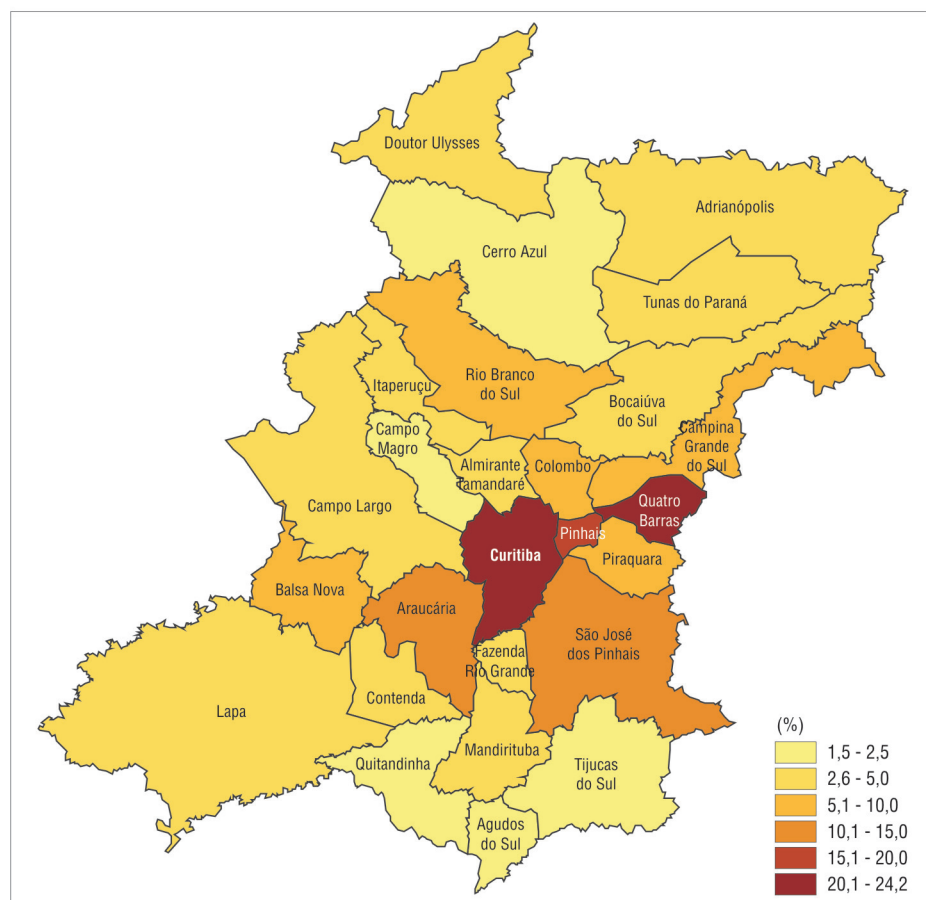 Doutor Ulysses
Adrianópolis
Cerro Azul
Tunas do Paraná
Rio Branco
do Sul
Itaperuçu
Bocaiúva
do Sul
Campo
Magro
Campina
Grande
do Sul
Almirante
Tamandaré
Colombo
Campo Largo
Quatro
Barras
Pinhais
Curitiba
Piraquara
Balsa Nova
Araucária
São José
dos Pinhais
Fazenda
Rio Grande
Contenda
Lapa
Mandirituba
Quitandinha
Tijucas
do Sul
Agudos
do Sul
(%)
1,5 - 2,5
2,6 - 5,0
5,1 - 10,0
10,1 - 15,0
15,1 - 20,0
20,1 - 24,2